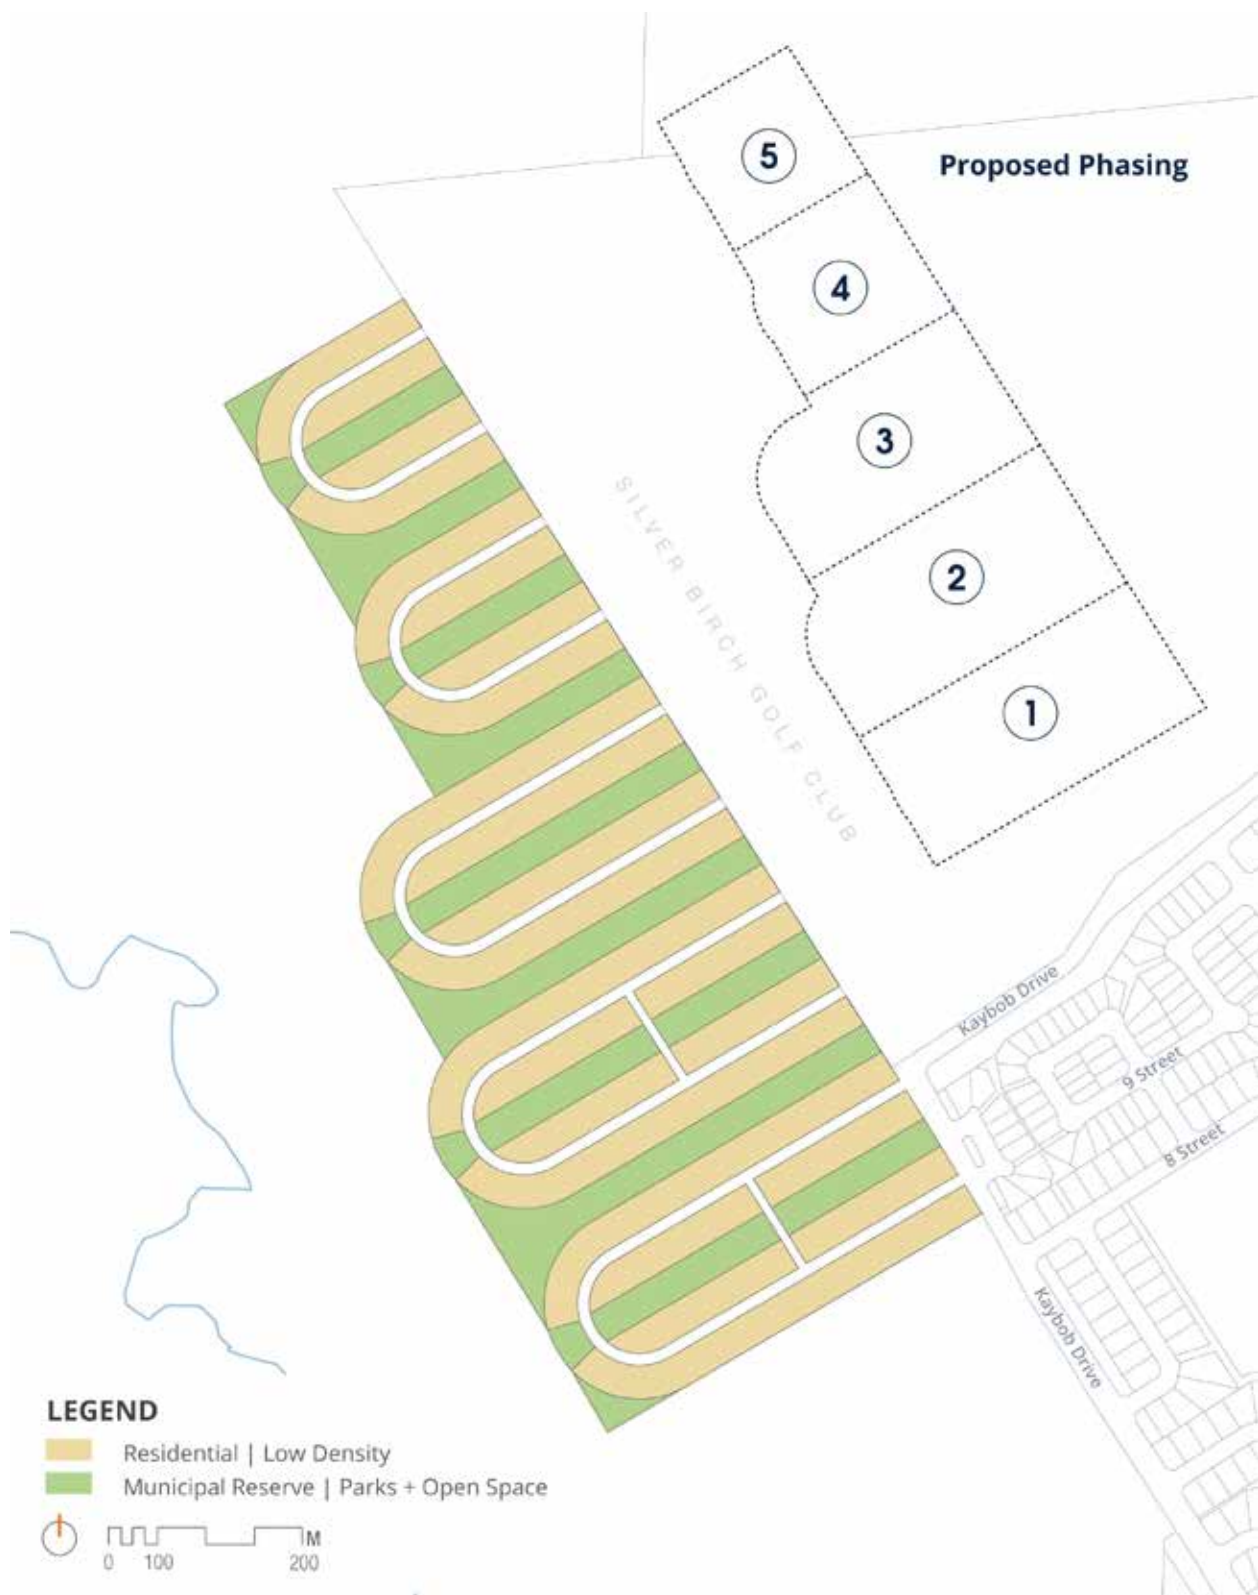 5
Proposed Phasing
4
3
SILVER BIRCH GOLF CLUB
2
1
Kaybob Drive
9 Street
8 Street
Kaybob Drive
LEGEND
Residential | Low Density
Municipal Reserve | Parks + Open Space
M
0 100 200